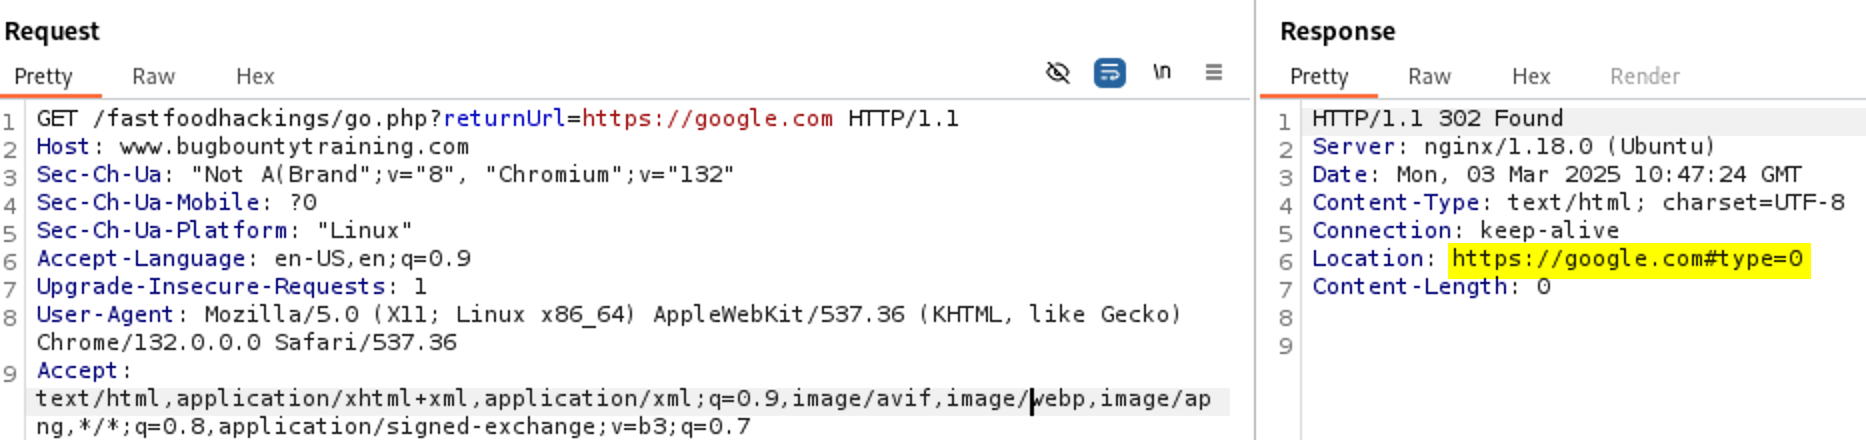 Request
Pretty Raw Hex
\n
1 GET /fastfoodhackings/go.php?returnUrl=https://google.com HTTP/1.1
2 Host: www.bugbountytraining.com
3 Sec-Ch-Ua: "Not A(Brand";v="8", "Chromium";v="132"
4 Sec-Ch-Ua-Mobile: ?0
5 Sec-Ch-Ua-Platform: "Linux"
6 Accept-Language: en-US,en;q=0.9
7 Upgrade-Insecure-Requests: 1
8 User-Agent: Mozilla/5.0 (X11; Linux x86_64) AppleWebKit/537.36 (KHTML, like Gecko)
Chrome/132.0.0.0 Safari/537.36
9 Accept:
text/html,application/xhtml+xml,application/xml;q=0.9,image/avif,image/webp,image/ap
ng,*/*;q=0.8,application/signed-exchange;v=b3;q=0.7
Response
Pretty Raw Hex Render
1 HTTP/1.1 302 Found
2 Server: nginx/1.18.0 (Ubuntu)
3 Date: Mon, 03 Mar 2025 10:47:24 GMT
4 Content-Type: text/html; charset=UTF-8
5 Connection: keep-alive
6 Location: https://google.com#type=0
7 Content-Length: 0
8
9